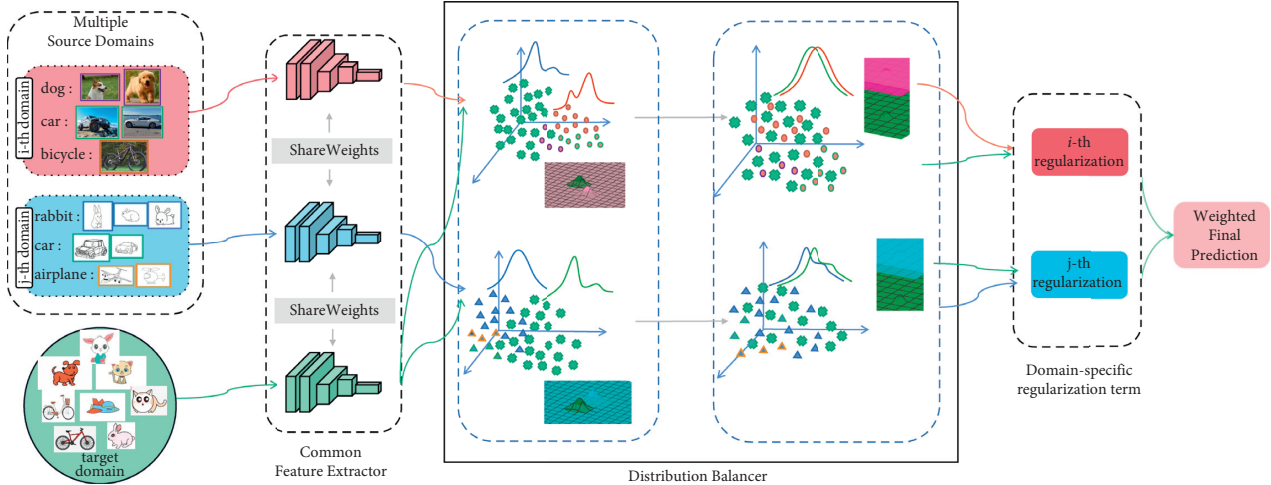 Multiple
Source Domains
i-th domain
dog :
car :
bicycle :
j-th domain
rabbit :
car :
airplane :
target
domain
ShareWeights
ShareWeights
Common
Feature Extractor
Distribution Balancer
i-th
regularization
j-th
regularization
Domain-specific
regularization term
Weighted
Final
Prediction